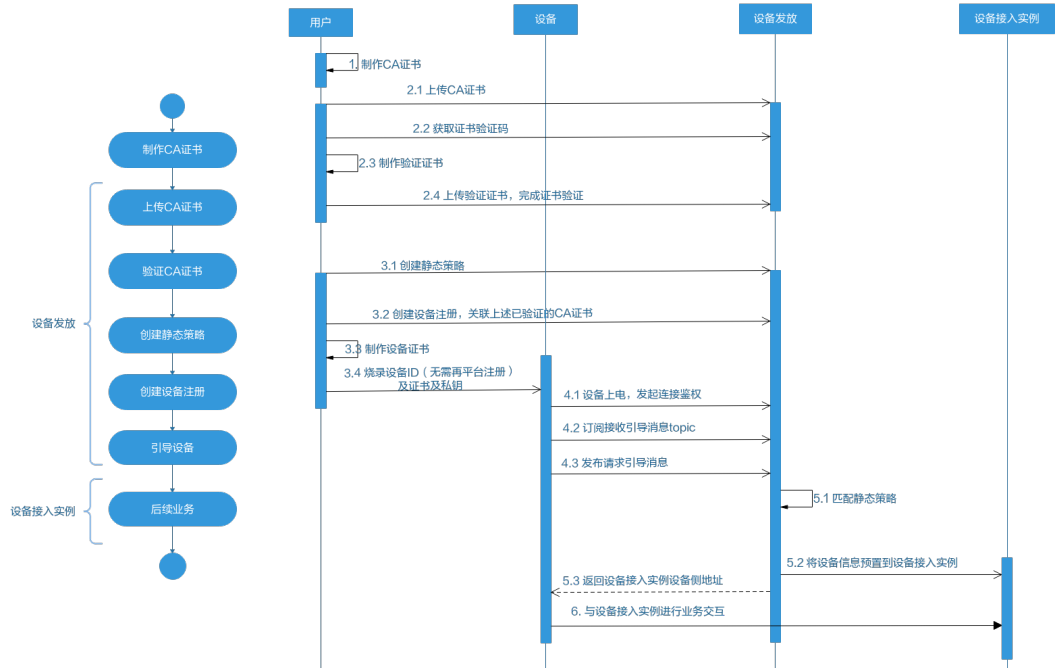 用户
设备
设备发放
设备接入实例
制作CA证书
上传CA证书
验证CA证书
设备发放
创建静态策略
创建设备注册
引导设备
设备接入实例
后续业务
1. 制作CA证书
2.1 上传CA证书
2.2 获取证书验证码
2.3 制作验证证书
2.4 上传验证证书，完成证书验证
3.1 创建静态策略
3.2 创建设备注册，关联上述已验证的CA证书
3.3 制作设备证书
3.4 烧录设备ID（无需再平台注册）
及证书及私钥
4.1 设备上电，发起连接鉴权
4.2 订阅接收引导消息topic
4.3 发布请求引导消息
5.1 匹配静态策略
5.2 将设备信息预置到设备接入实例
5.3 返回设备接入实例设备侧地址
6. 与设备接入实例进行业务交互